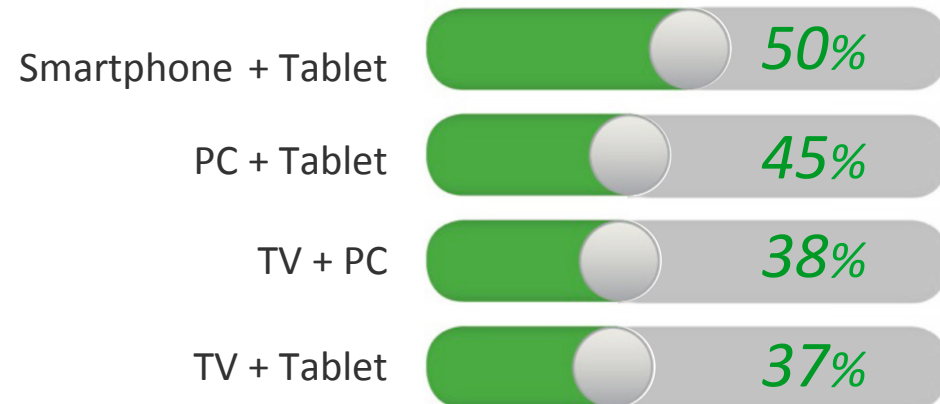 Smartphone + Tablet 50%
PC + Tablet 45%
TV + PC 38%
TV + Tablet 37%